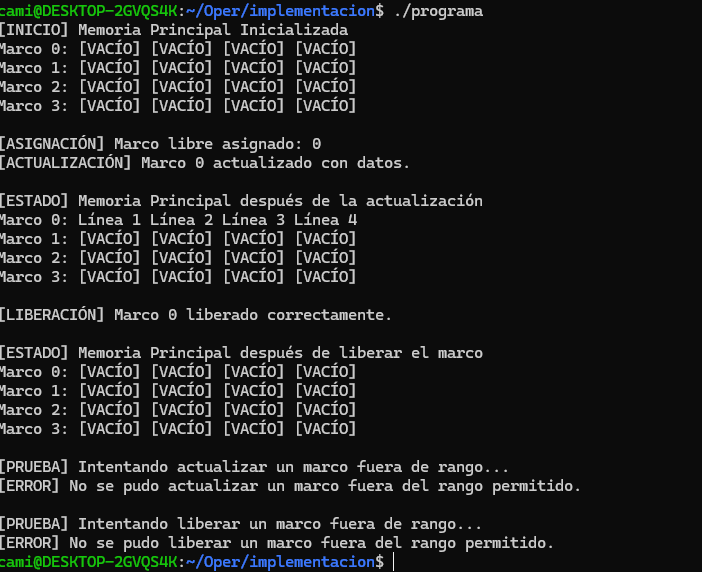 cami@DESKTOP-2GVQS4K:~/Oper/implementacion$ ./programa
[INICIO] Memoria Principal Inicializada
Marco 0: [VACÍO] [VACÍO] [VACÍO] [VACÍO]
Marco 1: [VACÍO] [VACÍO] [VACÍO] [VACÍO]
Marco 2: [VACÍO] [VACÍO] [VACÍO] [VACÍO]
Marco 3: [VACÍO] [VACÍO] [VACÍO] [VACÍO]

[ASIGNACIÓN] Marco libre asignado: 0
[ACTUALIZACIÓN] Marco 0 actualizado con datos.

[ESTADO] Memoria Principal después de la actualización
Marco 0: Línea 1 Línea 2 Línea 3 Línea 4
Marco 1: [VACÍO] [VACÍO] [VACÍO] [VACÍO]
Marco 2: [VACÍO] [VACÍO] [VACÍO] [VACÍO]
Marco 3: [VACÍO] [VACÍO] [VACÍO] [VACÍO]

[LIBERACIÓN] Marco 0 liberado correctamente.

[ESTADO] Memoria Principal después de liberar el marco
Marco 0: [VACÍO] [VACÍO] [VACÍO] [VACÍO]
Marco 1: [VACÍO] [VACÍO] [VACÍO] [VACÍO]
Marco 2: [VACÍO] [VACÍO] [VACÍO] [VACÍO]
Marco 3: [VACÍO] [VACÍO] [VACÍO] [VACÍO]

[PRUEBA] Intentando actualizar un marco fuera de rango...
[ERROR] No se pudo actualizar un marco fuera del rango permitido.

[PRUEBA] Intentando liberar un marco fuera de rango...
[ERROR] No se pudo liberar un marco fuera del rango permitido.
cami@DESKTOP-2GVQS4K:~/Oper/implementacion$